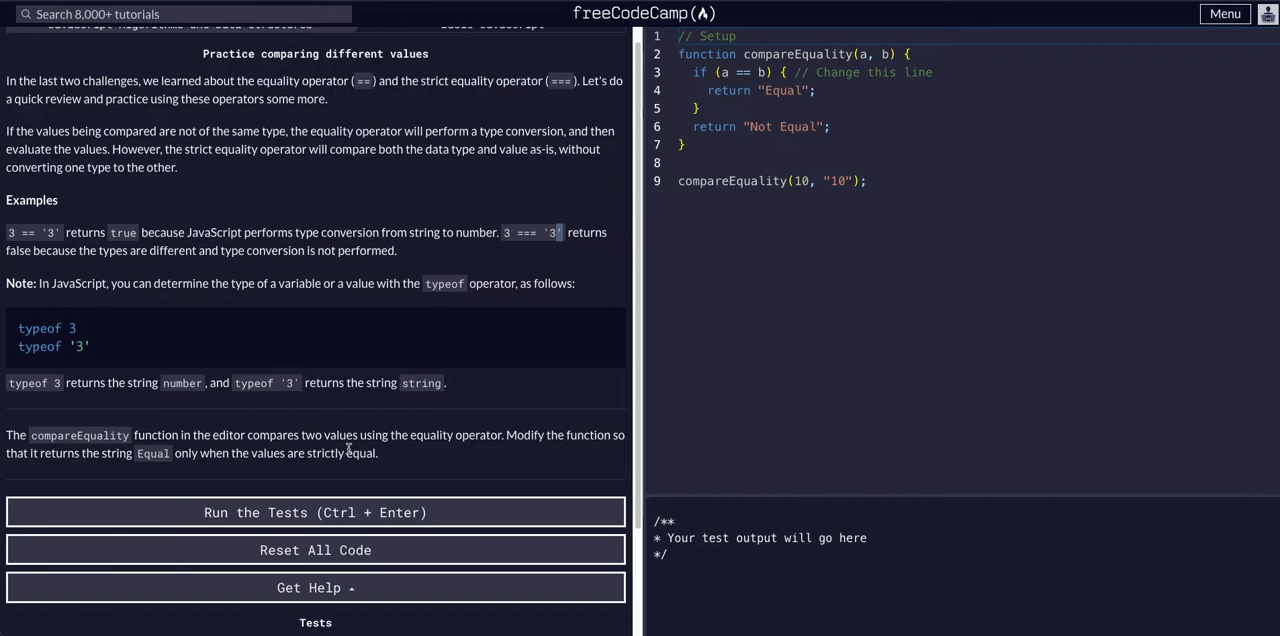 Search 8,000+ tutorials
freeCodeCamp
Menu
JavaScript Algorithms and Data Structures
Basic JavaScript
Practice comparing different values
In the last two challenges, we learned about the equality operator (==) and the strict equality operator (===). Let's do
a quick review and practice using these operators some more.
If the values being compared are not of the same type, the equality operator will perform a type conversion, and then
evaluate the values. However, the strict equality operator will compare both the data type and value as-is, without
converting one type to the other.
Examples
3 == '3' returns true because JavaScript performs type conversion from string to number. 3 === '3' returns
false because the types are different and type conversion is not performed.
Note: In JavaScript, you can determine the type of a variable or a value with the typeof operator, as follows:
typeof 3
typeof '3'
typeof 3 returns the string number, and typeof '3' returns the string string.
The compareEquality function in the editor compares two values using the equality operator. Modify the function so
that it returns the string Equal only when the values are strictly equal.
Run the Tests (Ctrl + Enter)
Reset All Code
Get Help
Tests
1 // Setup
2 function compareEquality(a, b) {
3 if (a == b) { // Change this line
4 return "Equal";
5 }
6 return "Not Equal";
7 }
8
9 compareEquality(10, "10");
/**
* Your test output will go here
*/